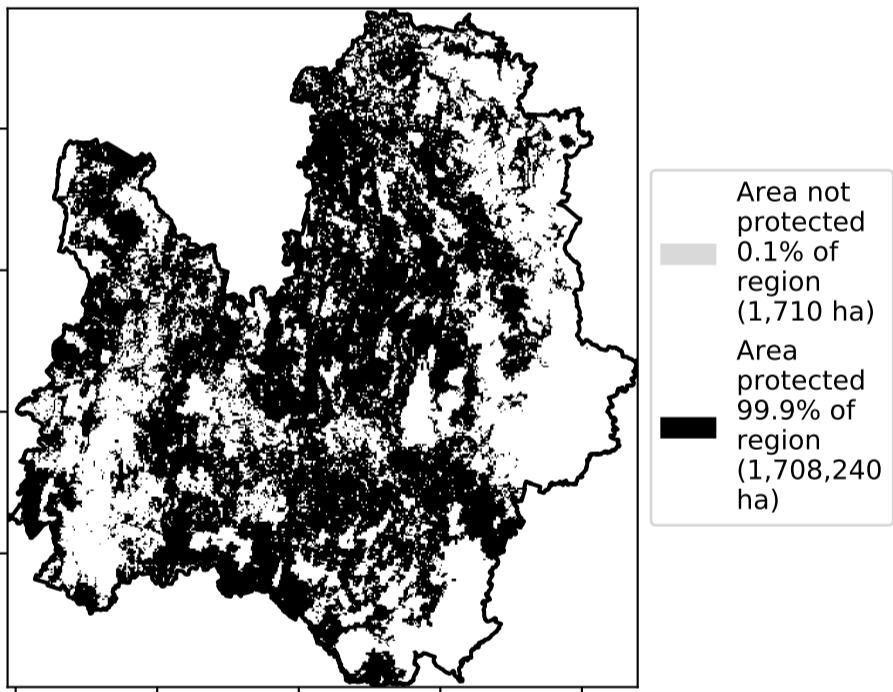 Area not
protected
0.1% of
region
(1,710 ha)
Area
protected
99.9% of
region
(1,708,240
ha)